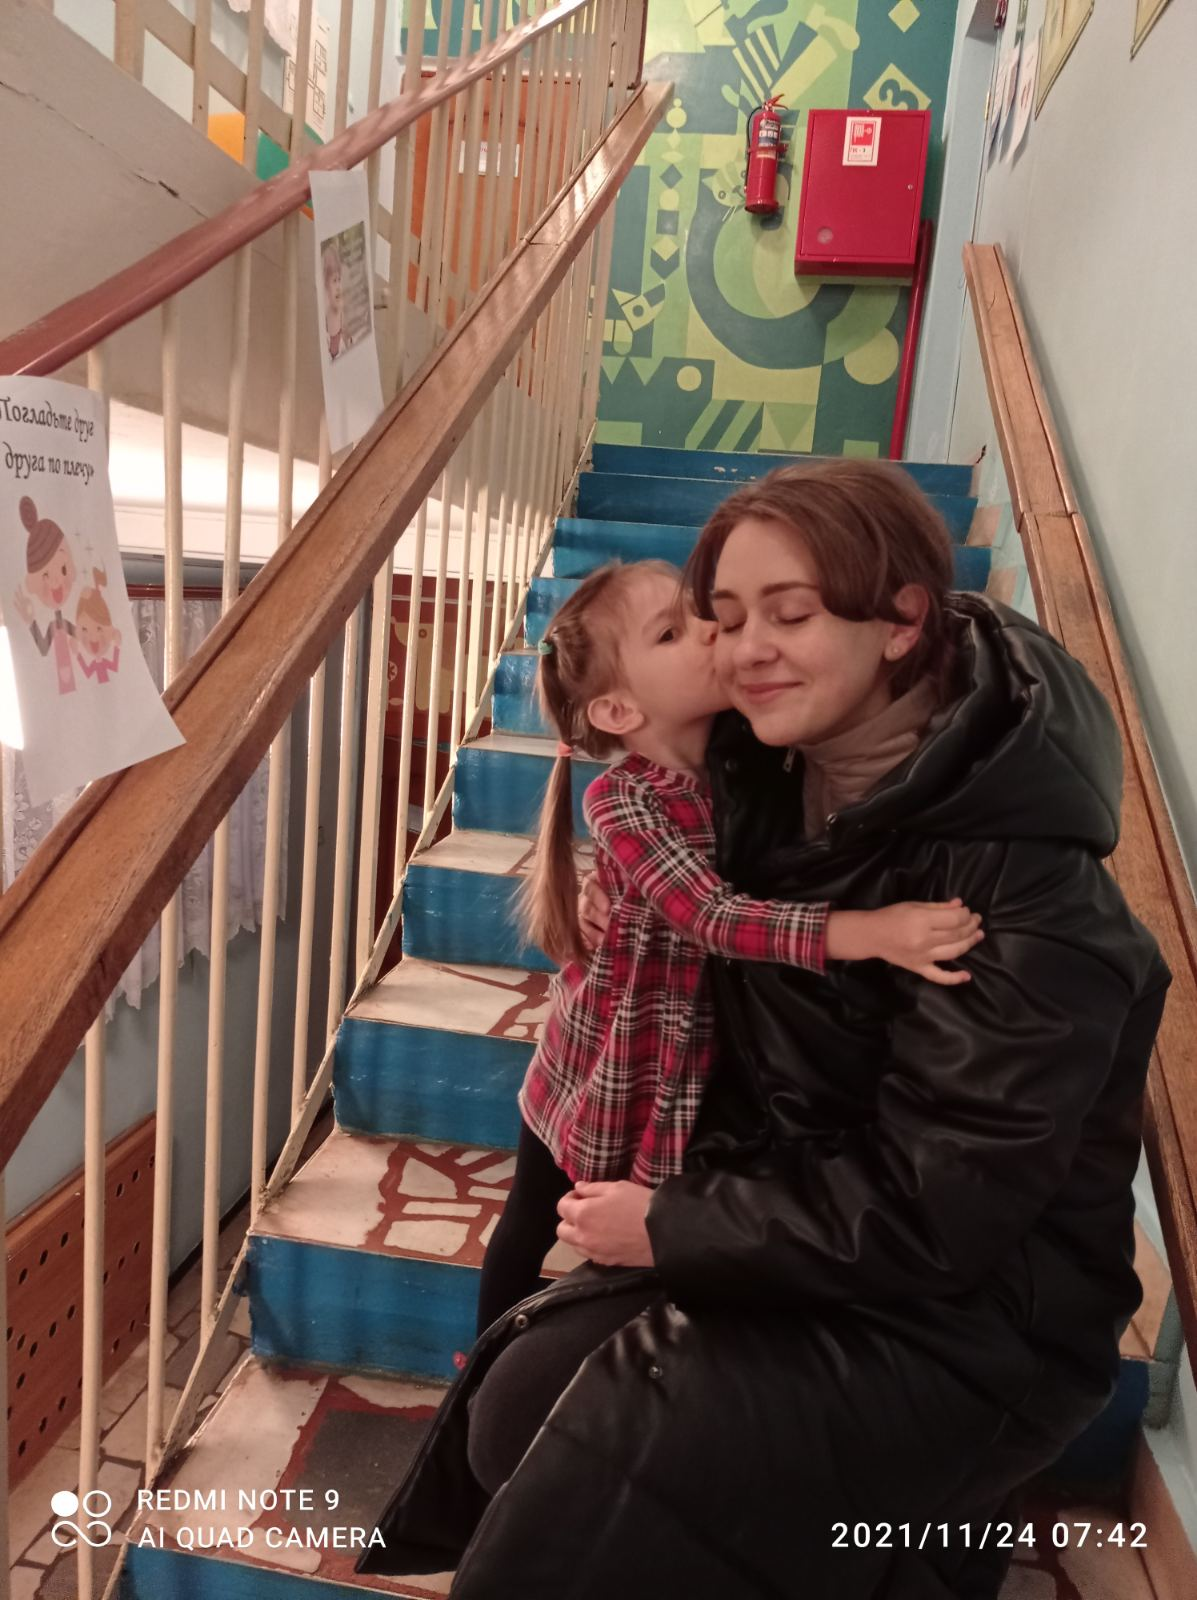 Погладьте друг
друга по плечу»
REDMI NOTE 9
AI QUAD CAMERA
2021/11/24 07:42